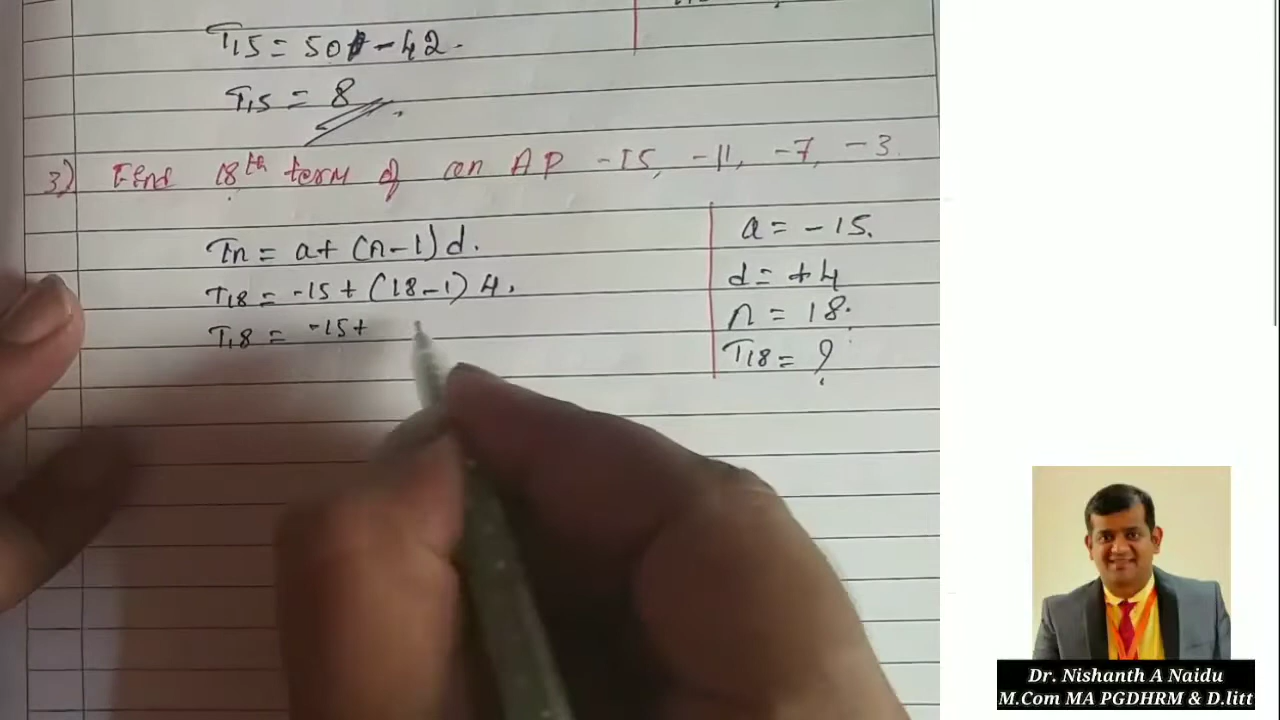 T15 = 50 - 42.
T15 = 8
3) Find 18th term of an AP -15, -11, -7, -3.
Tn = a+ (n-1) d.
T18 = -15 + (18-1) 4.
T18 = -15+
a = -15.
d = +4
n = 18.
T18 = ?
Dr. Nishanth A Naidu
M.Com MA PGDHRM & D.litt